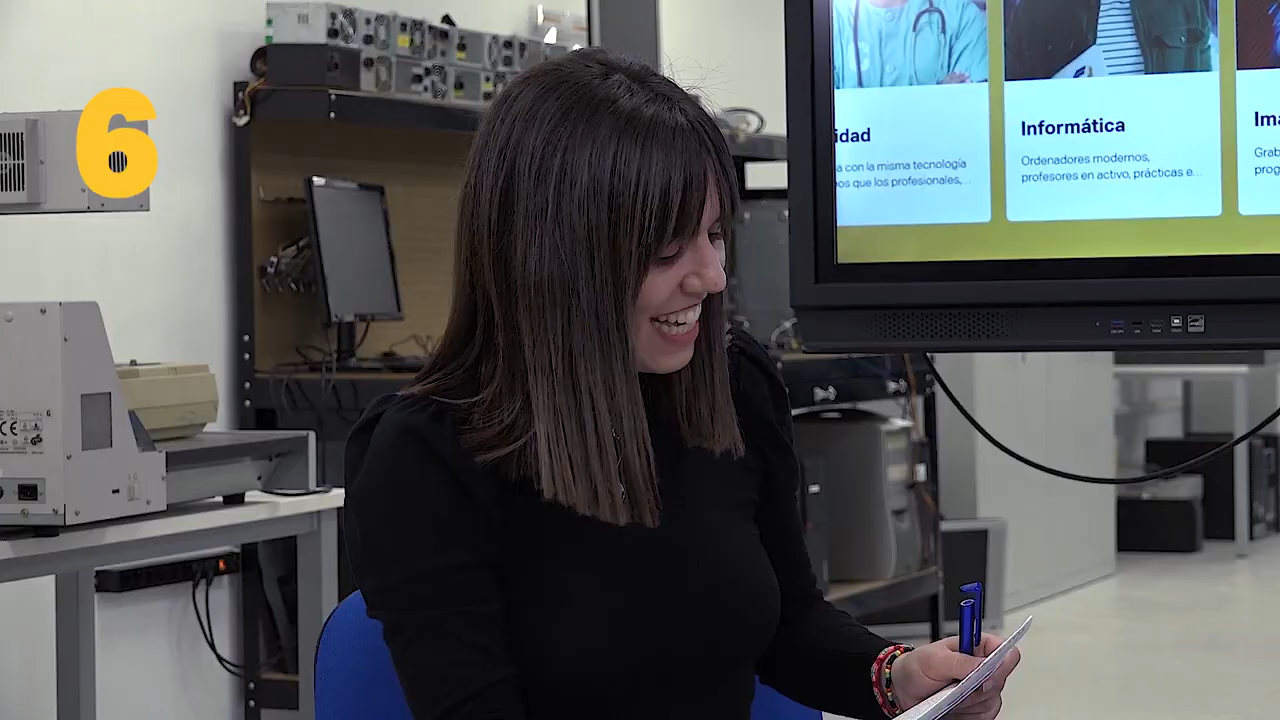 6
idad
a con la misma tecnología
os que los profesionales,...
Informática
Ordenadores modernos,
profesores en activo, prácticas e...
Ima
Grab
prog
CE